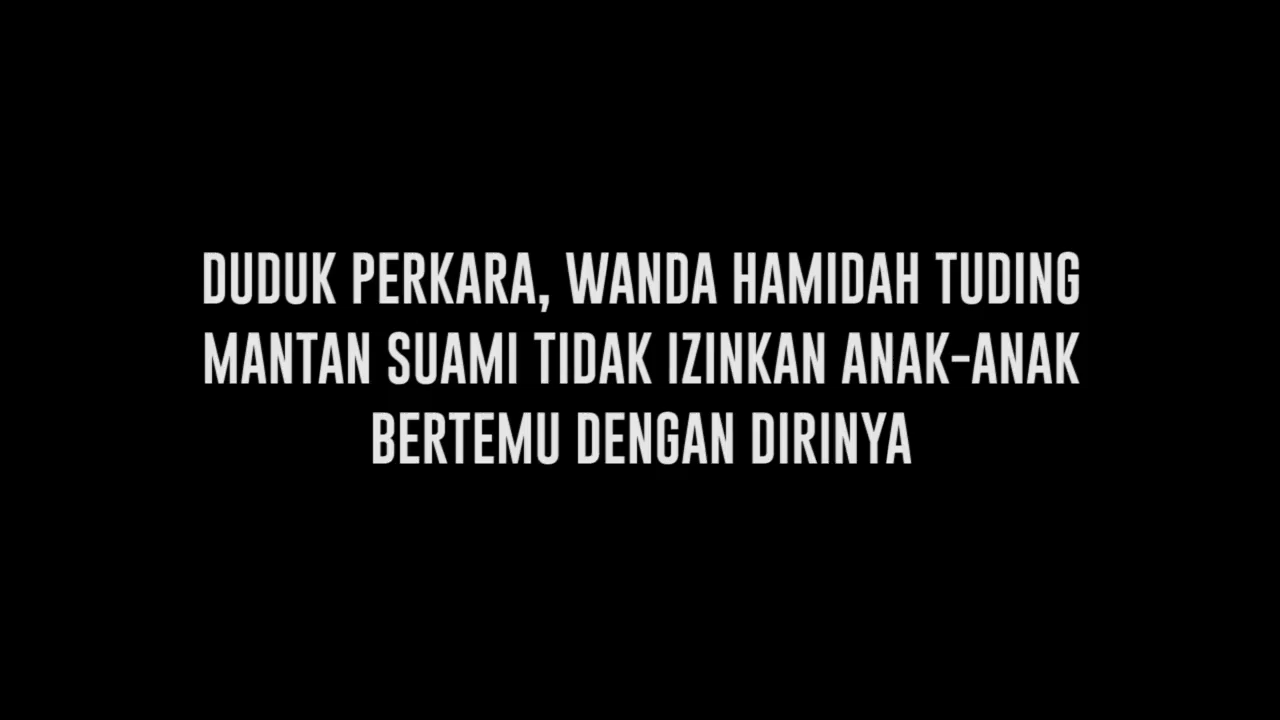 DUDUK PERKARA, WANDA HAMIDAH TUDING
MANTAN SUAMI TIDAK IZINKAN ANAK-ANAK
BERTEMU DENGAN DIRINYA